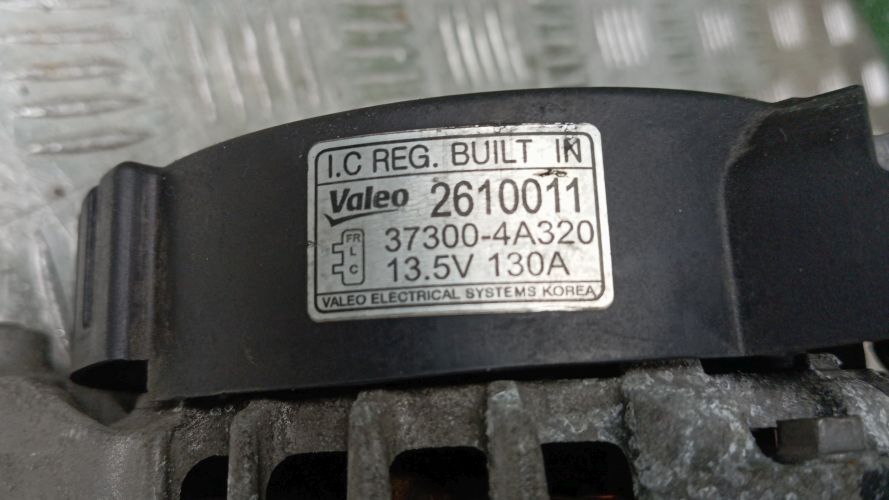 I.C REG. BUILT IN
Valeo 2610011
FR 37300-4A320
L
C 13.5V 130A
VALEO ELECTRICAL SYSTEMS KOREA